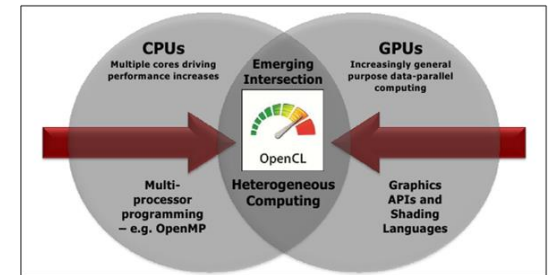 CPUs
Multiple cores driving
performance increases
Emerging
Intersection
GPUs
Increasingly general
purpose data-parallel
computing
OpenCL
Multi-
processor
programming
– e.g. OpenMP
Heterogeneous
Computing
Graphics
APIs and
Shading
Languages